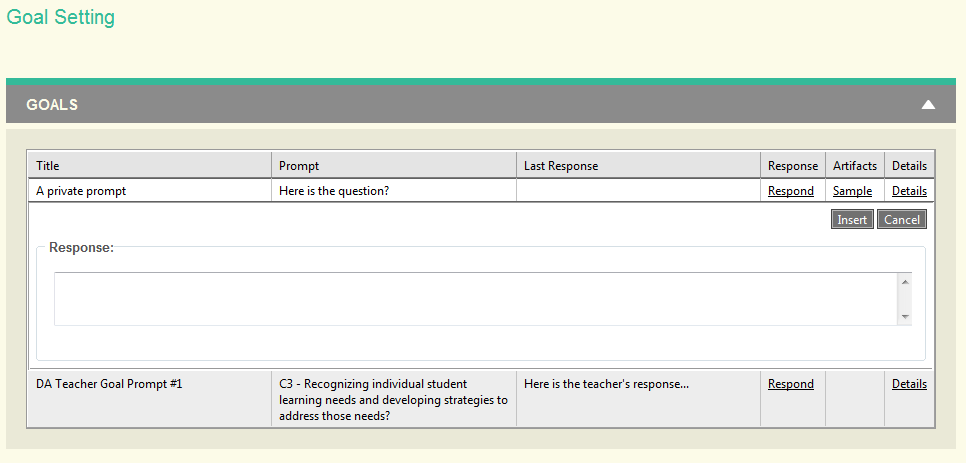 Goal Setting
GOALS
Title Prompt Last Response Response Artifacts Details
A private prompt Here is the question? Respond Sample Details
Insert Cancel
Response:
DA Teacher Goal Prompt #1 C3 - Recognizing individual student Here is the teacher's response... Respond Details
learning needs and developing strategies to
address those needs?